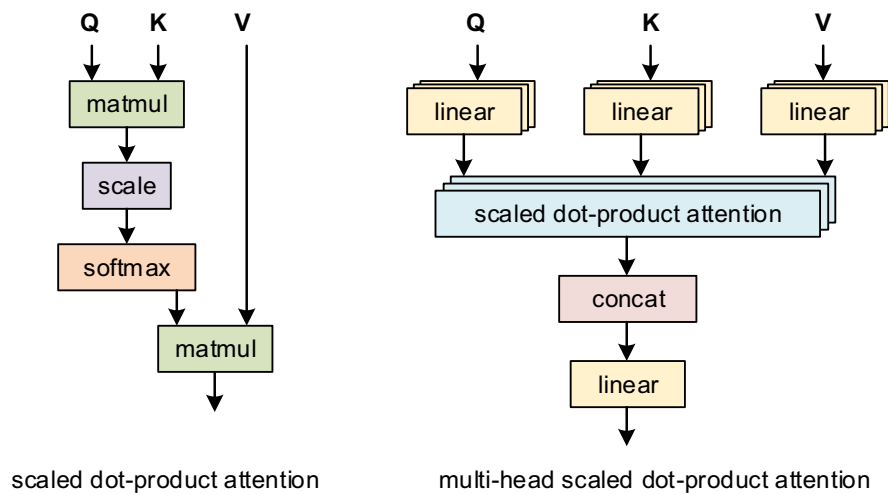 Q K V
matmul
scale
softmax
matmul
scaled dot-product attention
Q K V
linear linear linear
scaled dot-product attention
concat
linear
multi-head scaled dot-product attention